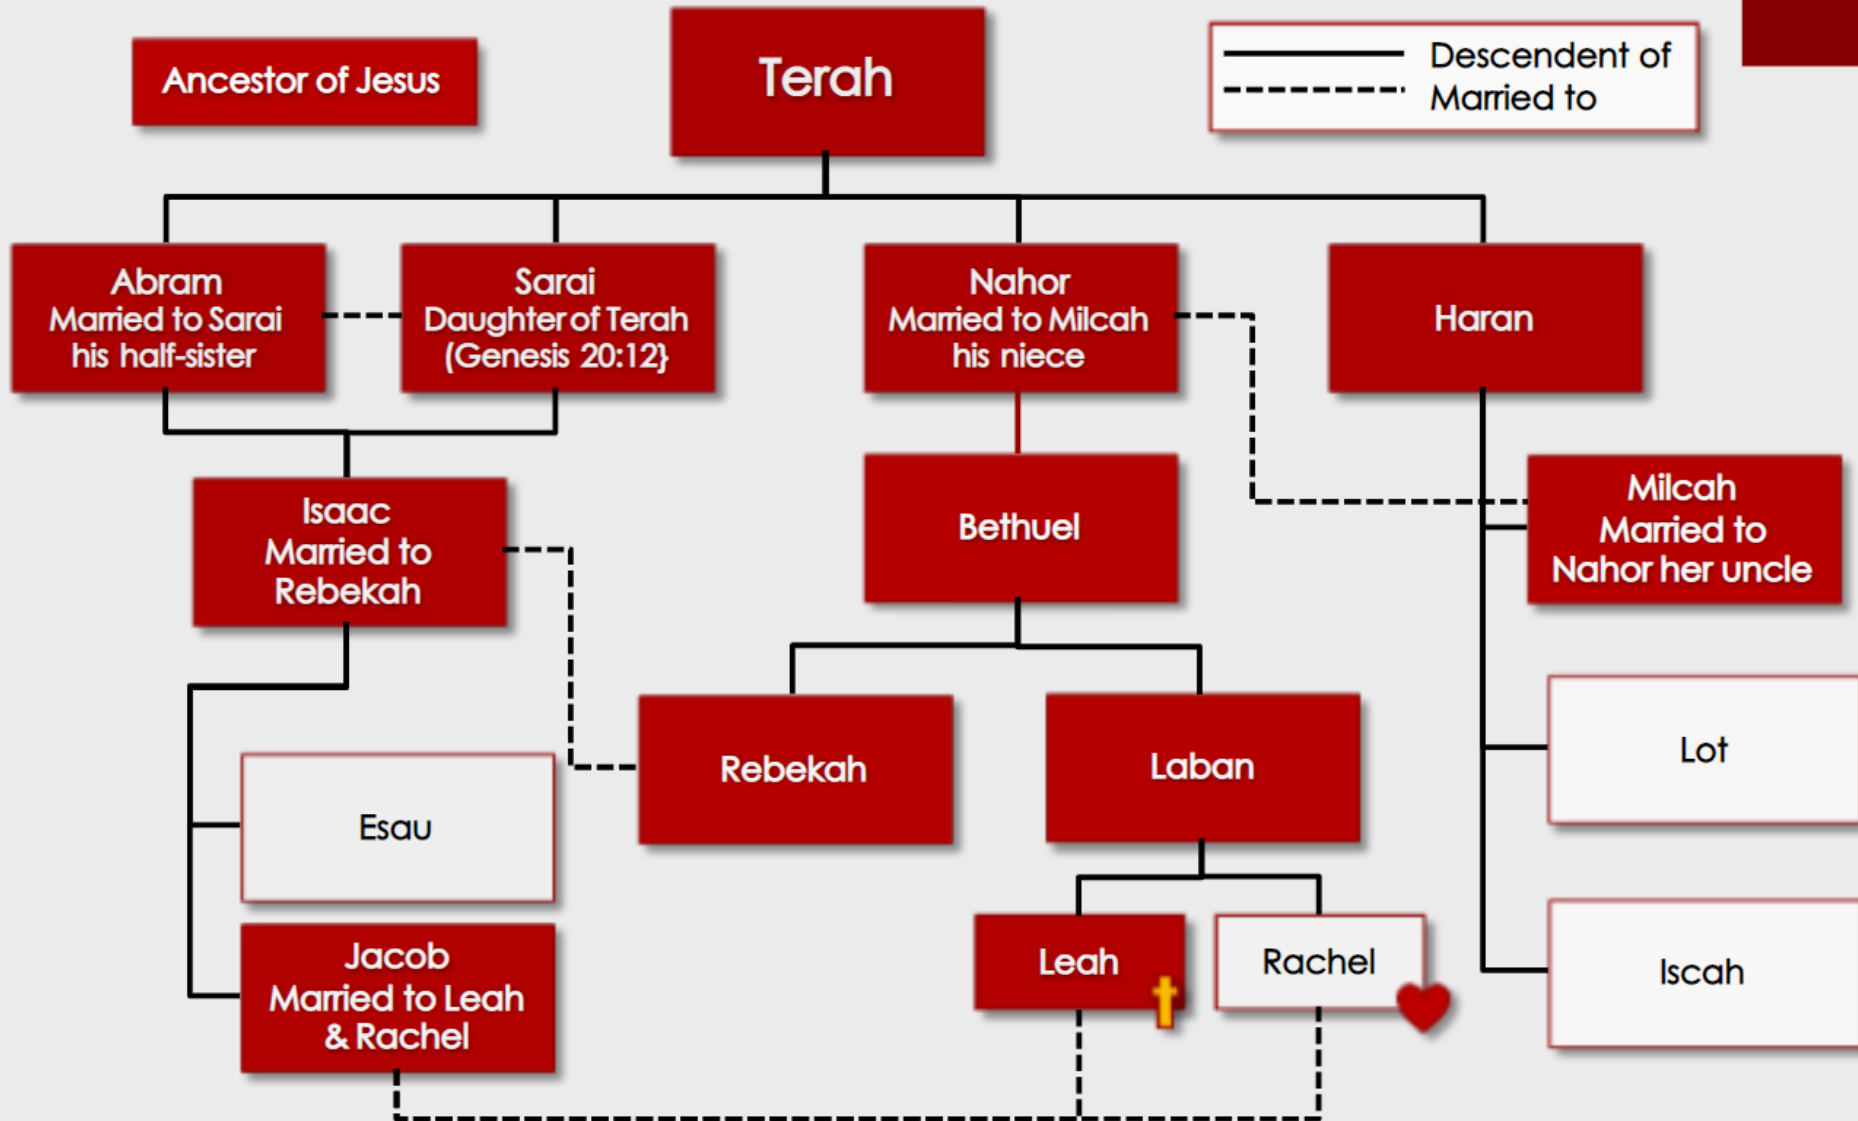 Ancestor of Jesus
Terah
Descendent of
Married to
Abram
Married to Sarai
his half-sister
Sarai
Daughter of Terah
(Genesis 20:12}
Nahor
Married to Milcah
his niece
Haran
Isaac
Married to
Rebekah
Bethuel
Milcah
Married to
Nahor her uncle
Rebekah
Laban
Lot
Esau
Jacob
Married to Leah
& Rachel
Leah
Rachel
Iscah